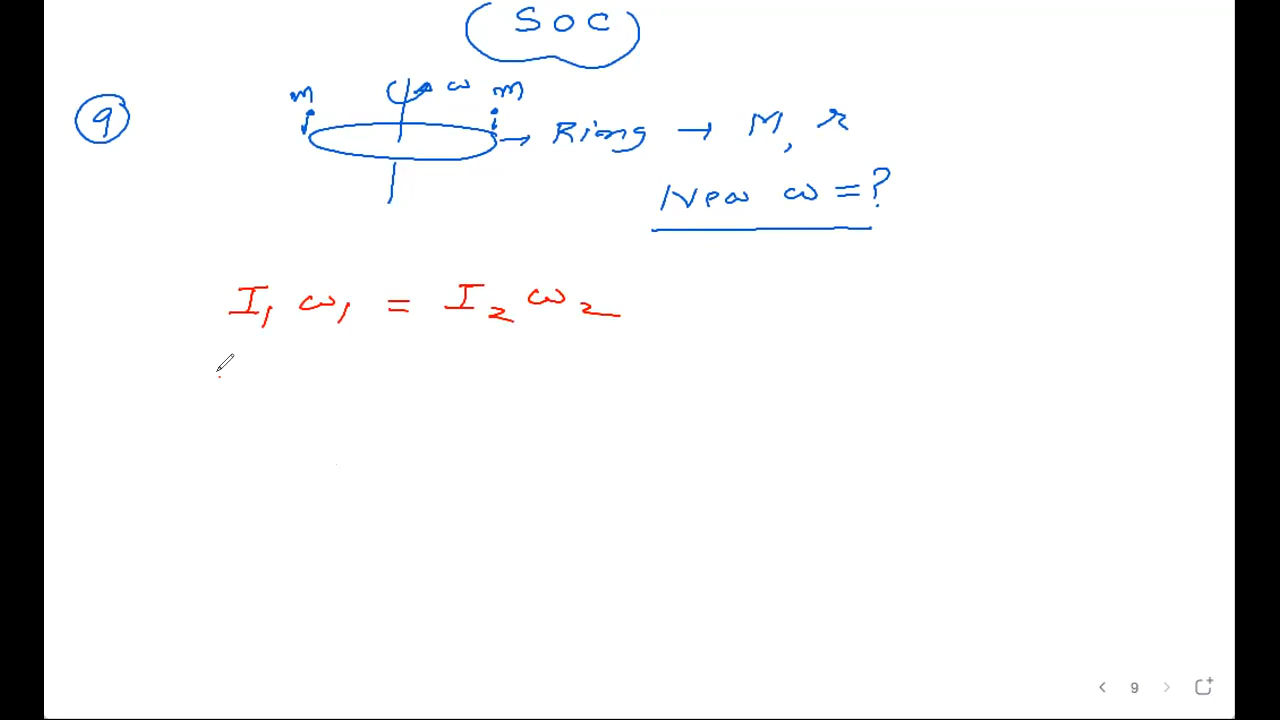 SOC
9
m ω m
Ring → M, r
New ω = ?
I₁ ω₁ = I₂ ω₂
9